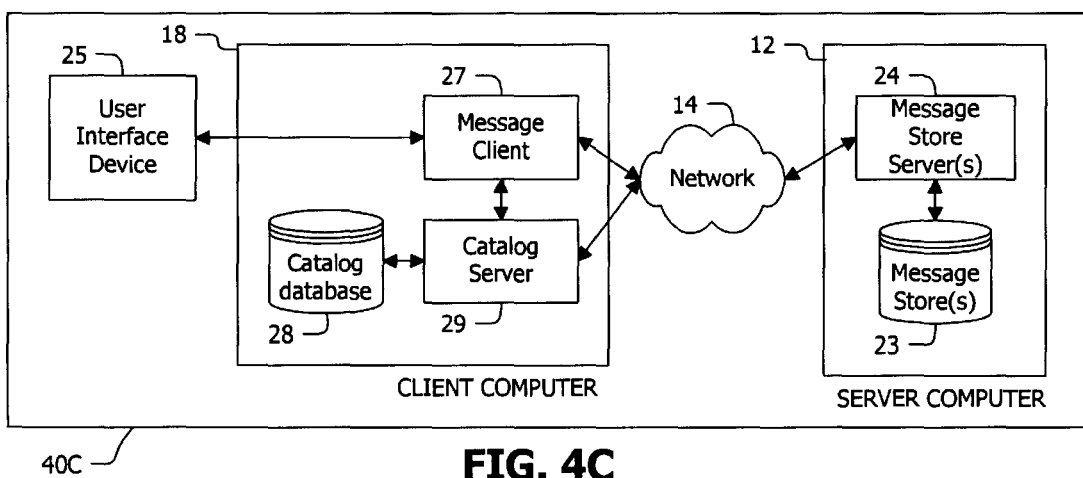 18
12
25
27
24
14
User
Interface
Device
Message
Client
Network
Message
Store
Server(s)
Catalog
database
Catalog
Server
Message
Store(s)
28
29
23
CLIENT COMPUTER
SERVER COMPUTER
40C
FIG. 4C